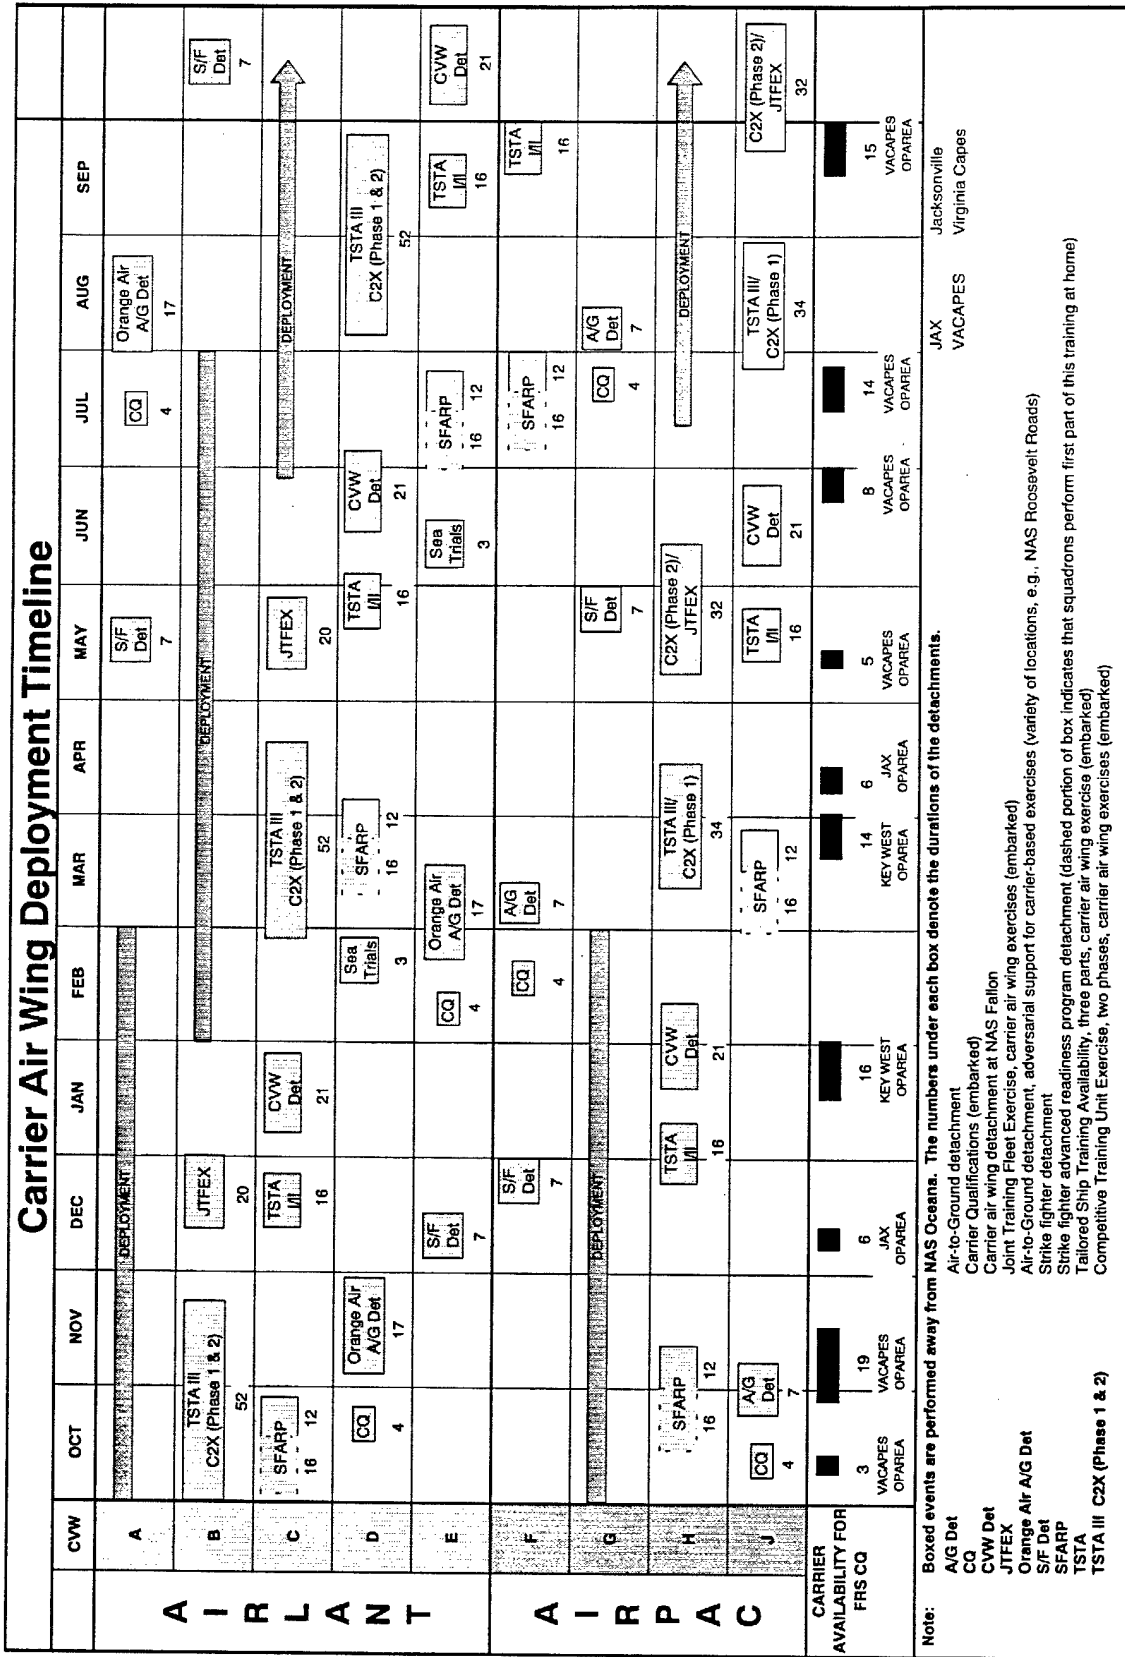 Carrier Air Wing Deployment Timeline
CVW OCT NOV DEC JAN FEB MAR APR MAY JUN JUL AUG SEP
AIRLANT
A
DEPLOYMENT
S/F Det
7
CQ
4
Orange Air A/G Det
17
B
TSTA III C2X (Phase 1 & 2)
52
JTFEX
20
DEPLOYMENT
S/F Det
7
C
SFARP
16 12
TSTA I/II
16
CVW Det
21
TSTA III C2X (Phase 1 & 2)
52
JTFEX
20
DEPLOYMENT
D
CQ
4
Orange Air A/G Det
17
Sea Trials
3
SFARP
16 12
TSTA I/II
16
CVW Det
21
TSTA III C2X (Phase 1 & 2)
52
E
S/F Det
7
CQ
4
Orange Air A/G Det
17
Sea Trials
3
SFARP
16 12
TSTA I/II
16
CVW Det
21
AIRPAC
F
S/F Det
7
CQ
4
A/G Det
7
SFARP
16 12
TSTA I/II
16
G
DEPLOYMENT
S/F Det
7
CQ
4
A/G Det
7
H
SFARP
16 12
TSTA I/II
16
CVW Det
21
TSTA III/ C2X (Phase 1)
34
C2X (Phase 2)/ JTFEX
32
DEPLOYMENT
J
CQ
4
A/G Det
7
SFARP
16 12
TSTA I/II
16
CVW Det
21
TSTA III/ C2X (Phase 1)
34
C2X (Phase 2)/ JTFEX
32
CARRIER AVAILABILITY FOR FRS CQ
3 VACAPES OPAREA
19 VACAPES OPAREA
6 JAX OPAREA
16 KEY WEST OPAREA
14 KEY WEST OPAREA
6 JAX OPAREA
5 VACAPES OPAREA
8 VACAPES OPAREA
14 VACAPES OPAREA
15 VACAPES OPAREA
Note: Boxed events are performed away from NAS Oceana. The numbers under each box denote the durations of the detachments.
A/G Det Air-to-Ground detachment
CQ Carrier Qualifications (embarked)
CVW Det Carrier air wing detachment at NAS Fallon
JTFEX Joint Training Fleet Exercise, carrier air wing exercises (embarked)
Orange Air A/G Det Air-to-Ground detachment, adversarial support for carrier-based exercises (variety of locations, e.g., NAS Roosevelt Roads)
S/F Det Strike fighter detachment
SFARP Strike fighter advanced readiness program detachment (dashed portion of box indicates that squadrons perform first part of this training at home)
TSTA Tailored Ship Training Availability, three parts, carrier air wing exercise (embarked)
TSTA III C2X (Phase 1 & 2) Competitive Training Unit Exercise, two phases, carrier air wing exercises (embarked)
JAX Jacksonville
VACAPES Virginia Capes